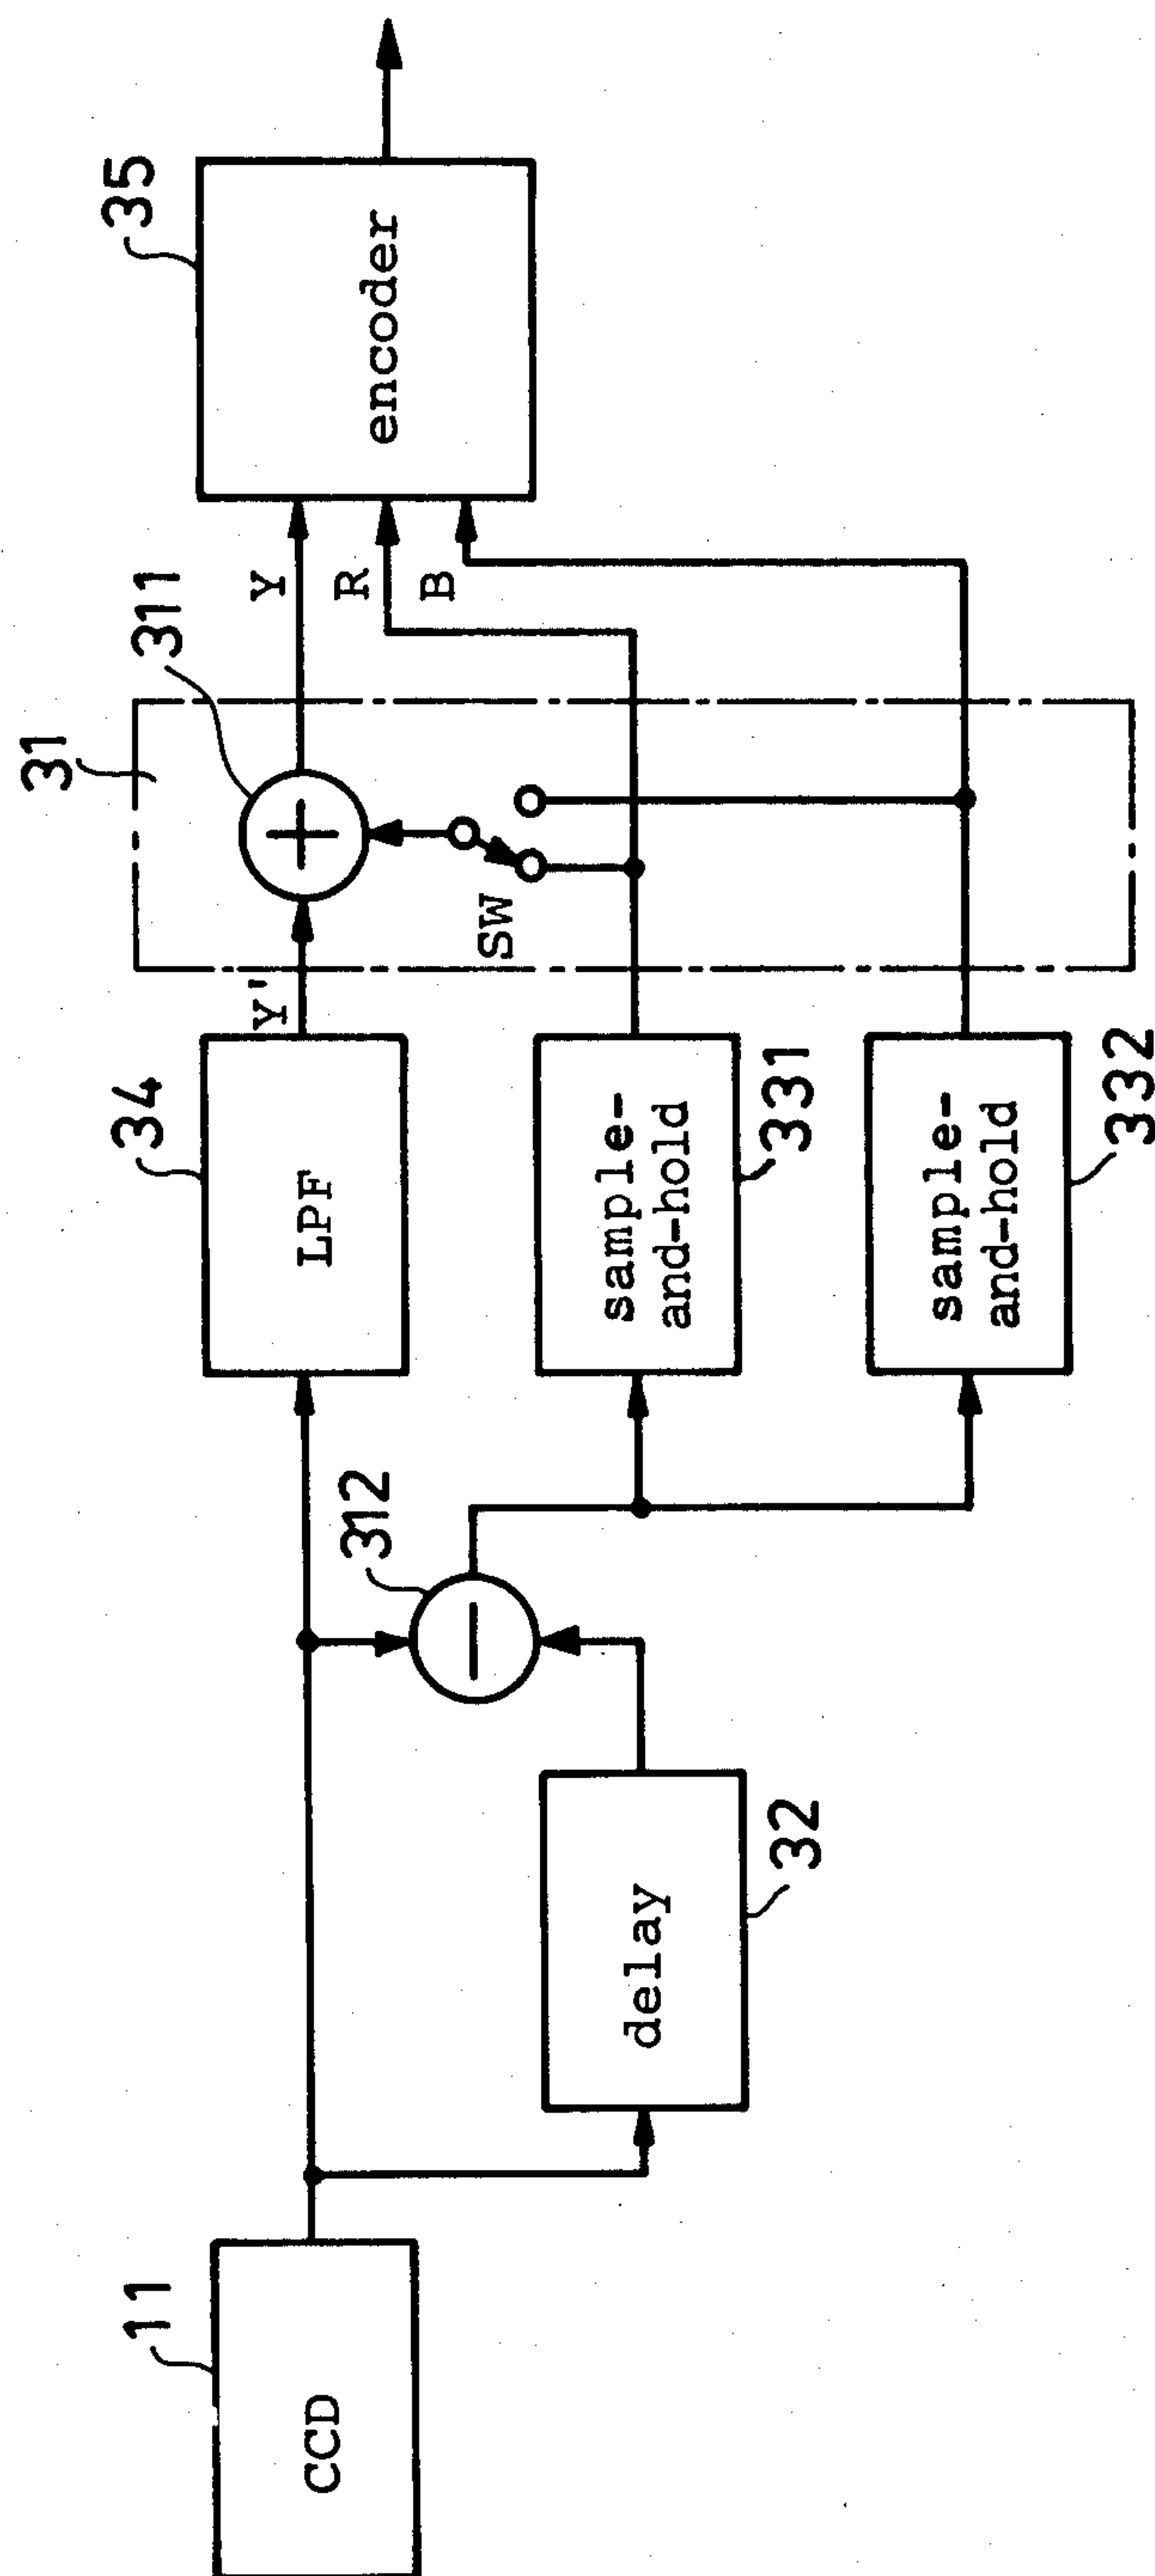 11
CCD
delay
32
312
34
LPF
sample-
and-hold
331
sample-
and-hold
332
Y'
31
311
SW
Y
R
B
35
encoder